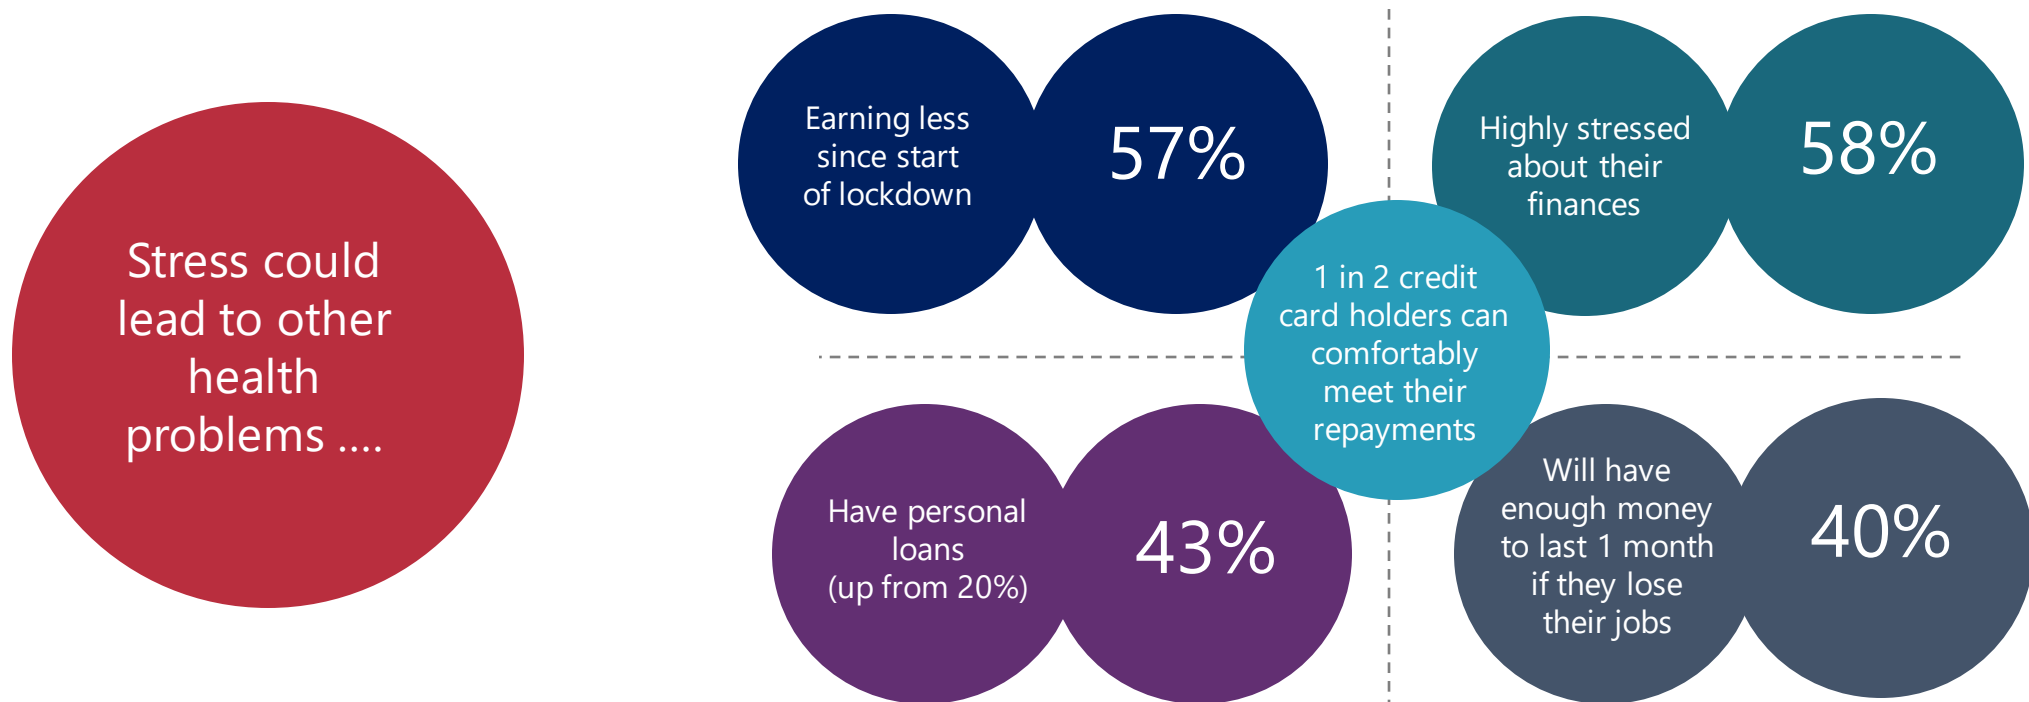 Stress could
lead to other
health
problems ....
Earning less
since start
of lockdown
57%
Highly stressed
about their
finances
58%
1 in 2 credit
card holders can
comfortably
meet their
repayments
Have personal
loans
(up from 20%)
43%
Will have
enough money
to last 1 month
if they lose
their jobs
40%